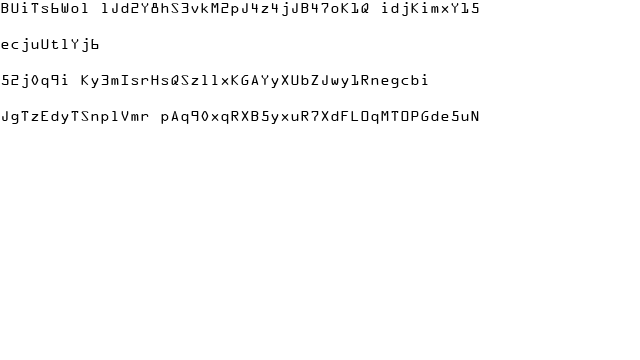 BUiTs6Wol lJd2Y8hS3vkM2pJ4z4jJB47oK1Q idjKimxY15
ecjuUtlYj6
52j0q9i Ky3mIsrHsQSzllxKGAYyXUbZJwy1Rnegcbi
JgTzEdyTSnplVmr pAq90xqRXB5yxuR7XdFLOqMTOPGde5uN